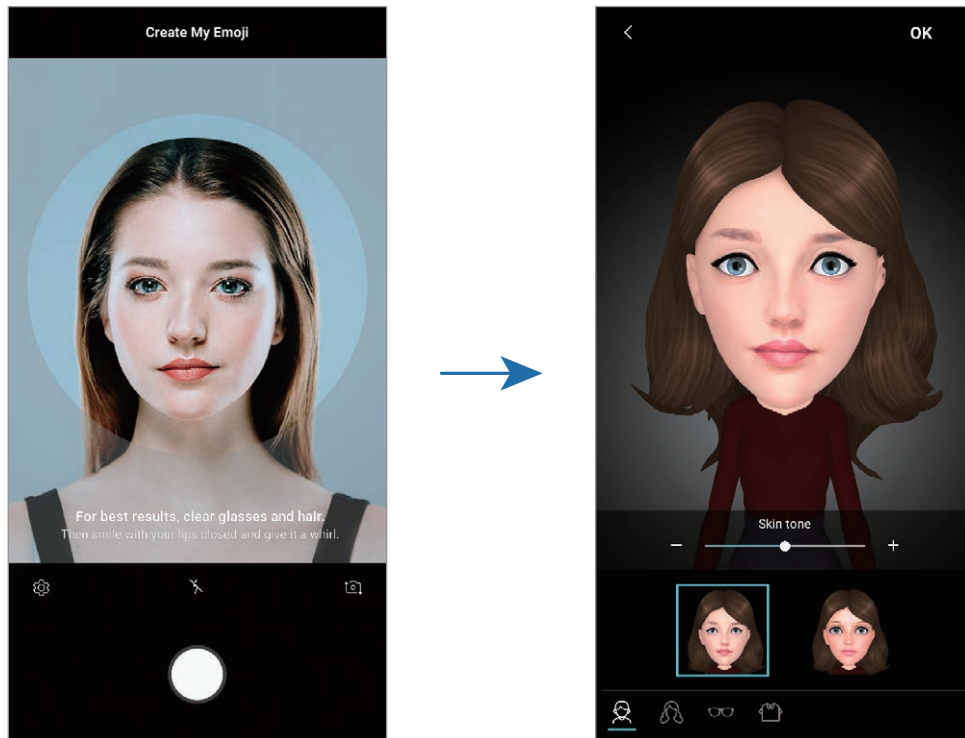 Create My Emoji
For best results, clear glasses and hair.
Then smile with your lips closed and give it a whirl.
OK
Skin tone